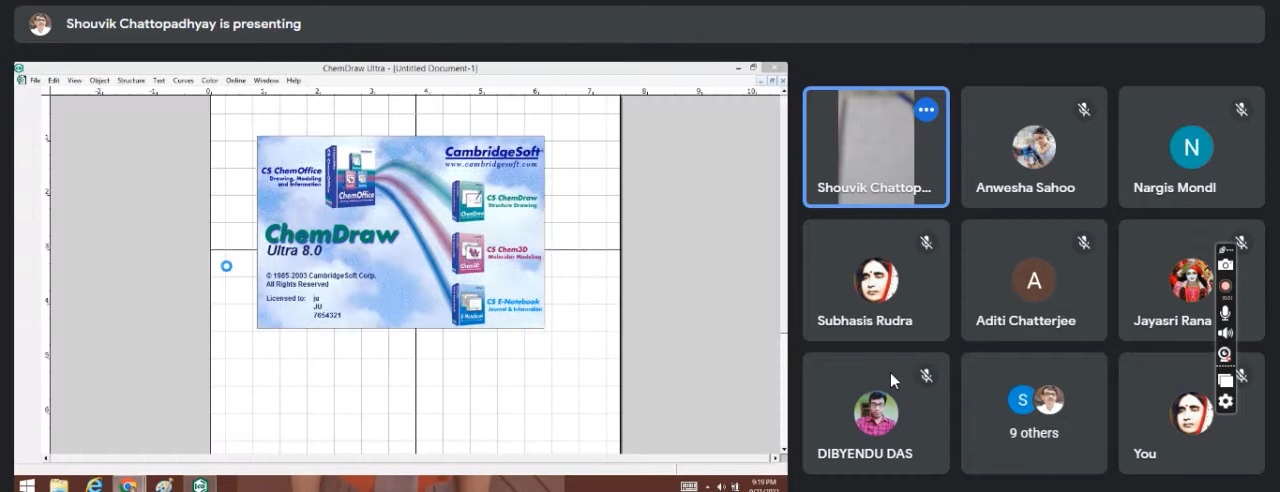 Shouvik Chattopadhyay is presenting
ChemDraw Ultra - [Untitled Document-1]
File Edit View Object Structure Text Curves Color Online Window Help
CS ChemOffice
Drawing, Modeling
and Information
ChemOffice
CambridgeSoft
www.cambridgesoft.com
CS ChemDraw
Structure Drawing
ChemDraw
Ultra 8.0
CS Chem3D
Molecular Modeling
© 1985-2003 CambridgeSoft Corp.
All Rights Reserved
Licensed to: ju
JU
7654321
CS E-Notebook
Journal & Information
9:19 PM
Shouvik Chattop...
Anwesha Sahoo
N
Nargis Mondl
Subhasis Rudra
A
Aditi Chatterjee
Jayasri Rana
DIBYENDU DAS
S
9 others
You